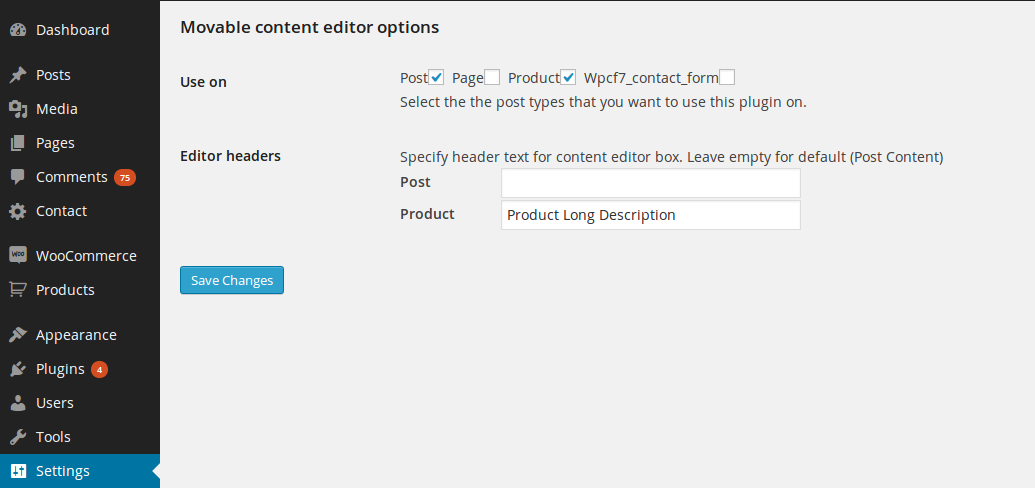 Dashboard
Posts
Media
Pages
Comments 75
Contact
WOO WooCommerce
Products
Appearance
Plugins 4
Users
Tools
Settings
Movable content editor options
Use on
Post Page Product Wpcf7_contact_form
Select the the post types that you want to use this plugin on.
Editor headers
Specify header text for content editor box. Leave empty for default (Post Content)
Post
Product Product Long Description
Save Changes